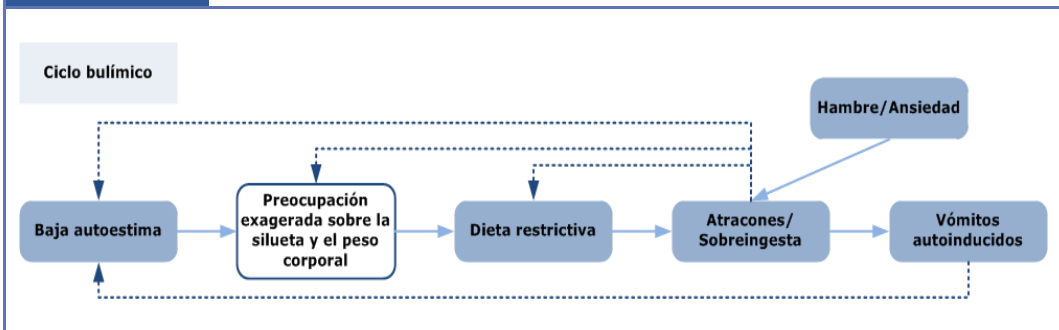 Ciclo bulímico
Hambre/Ansiedad
Baja autoestima
Preocupación
exagerada sobre la
silueta y el peso
corporal
Dieta restrictiva
Atracones/
Sobreingesta
Vómitos
autoinducidos